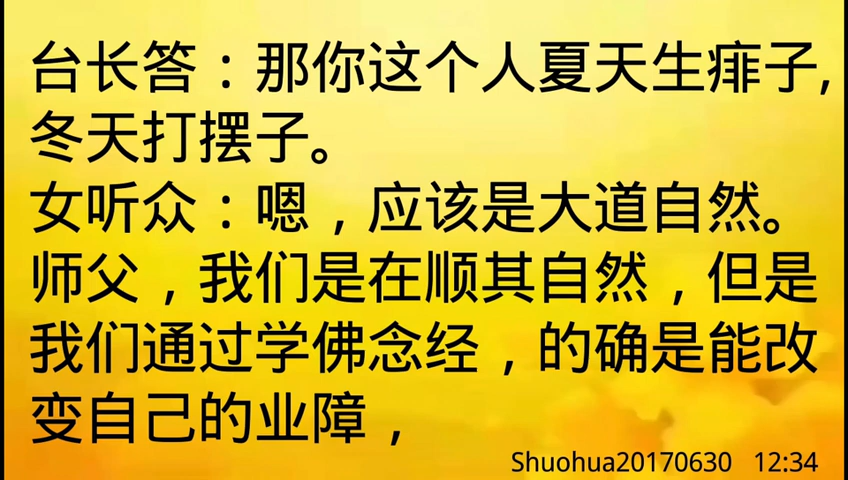 台长答：那你这个人夏天生痱子，
冬天打摆子。
女听众：嗯，应该是大道自然。
师父，我们是在顺其自然，但是
我们通过学佛念经，的确是能改
变自己的业障，
Shuohua20170630 12:34